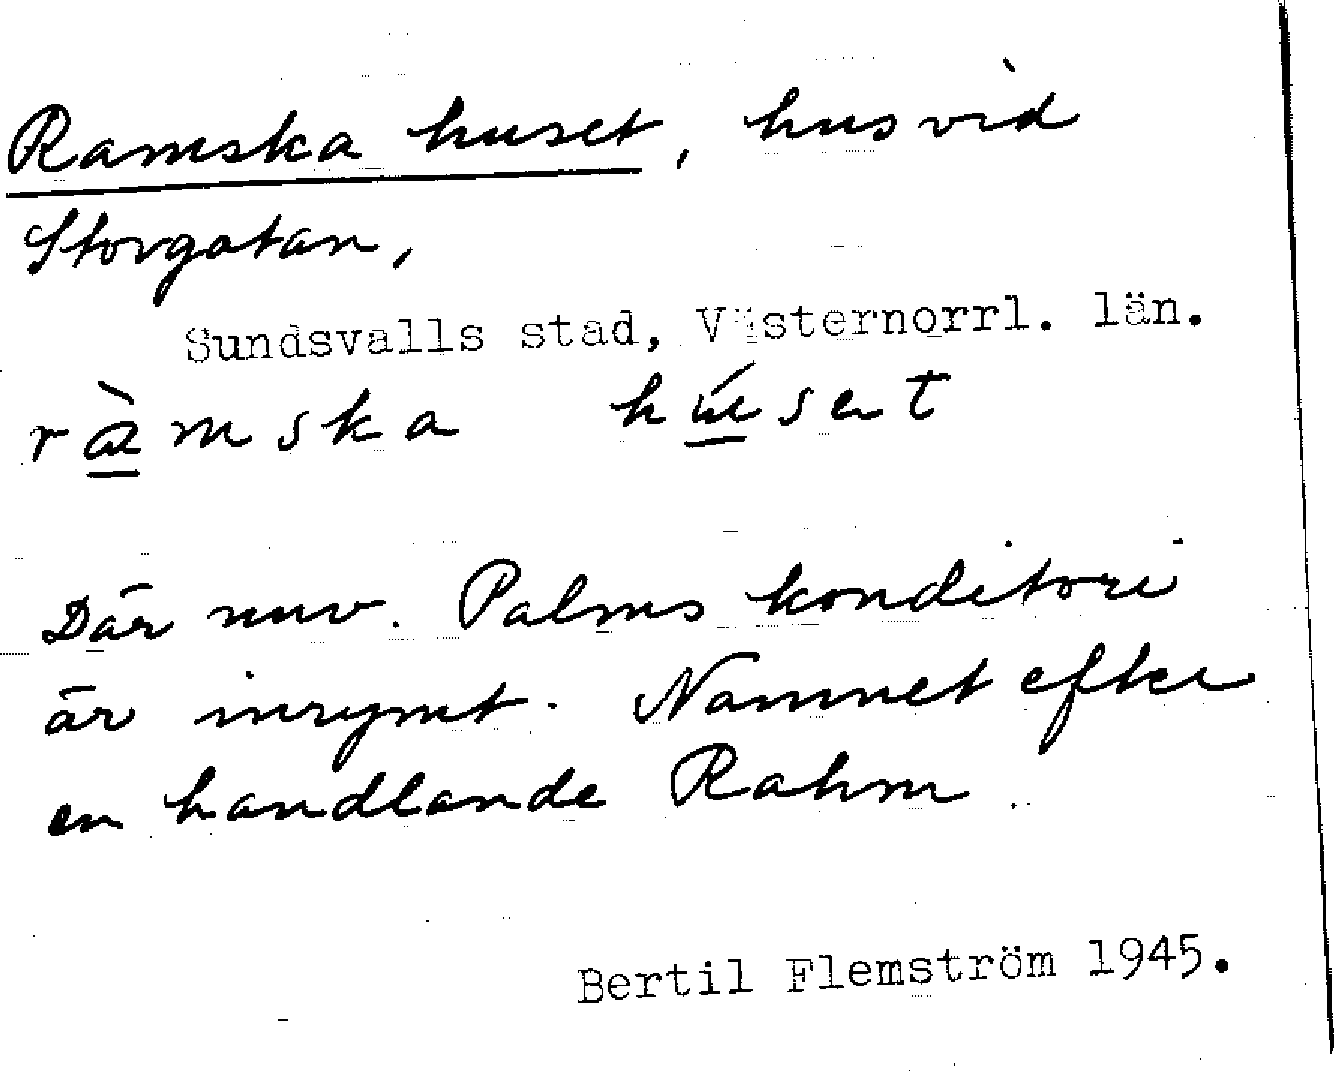 Ramska huset, hus vid
Storgatan,
Sundsvalls stad, Västernorrl. län.
ràmska húset
Där nuv. Palms konditori
är inrymt. Namnet efter
en handlande Rahm.
Bertil Flemström 1945.